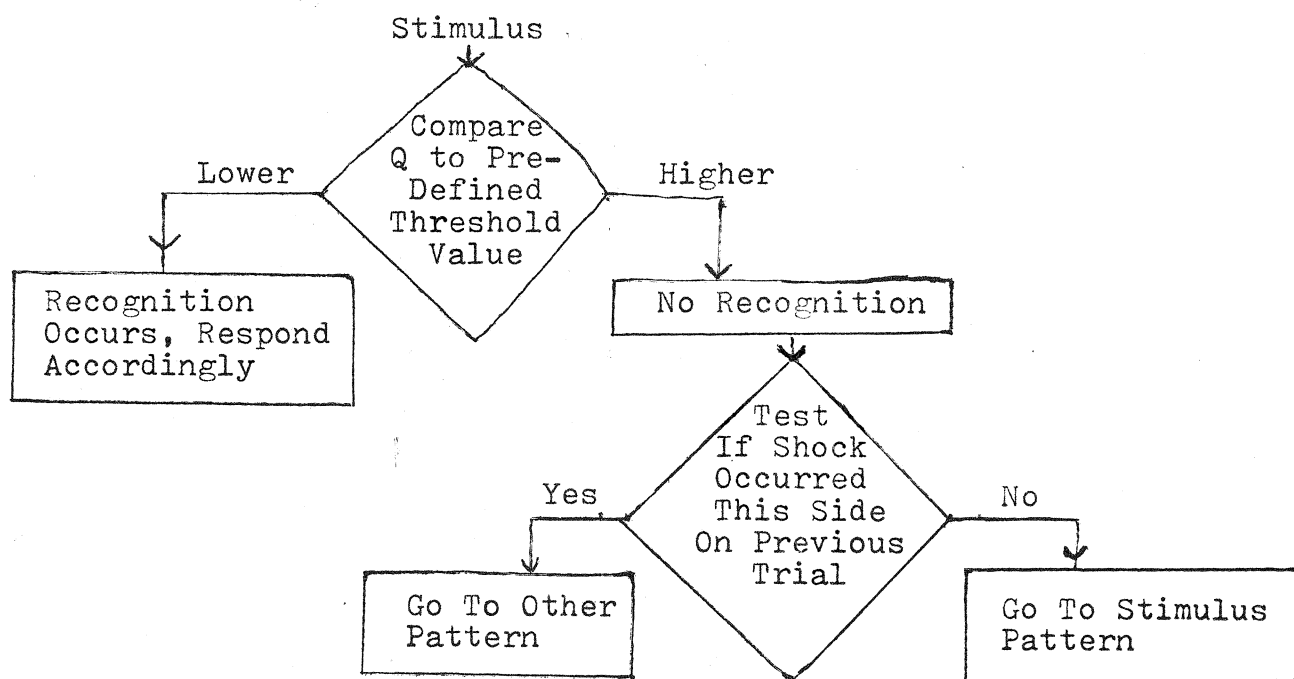 Stimulus
Compare
Q to Pre-
Defined
Threshold
Value
Lower
Higher
Recognition
Occurs, Respond
Accordingly
No Recognition
Test
If Shock
Occurred
This Side
On Previous
Trial
Yes
No
Go To Other
Pattern
Go To Stimulus
Pattern